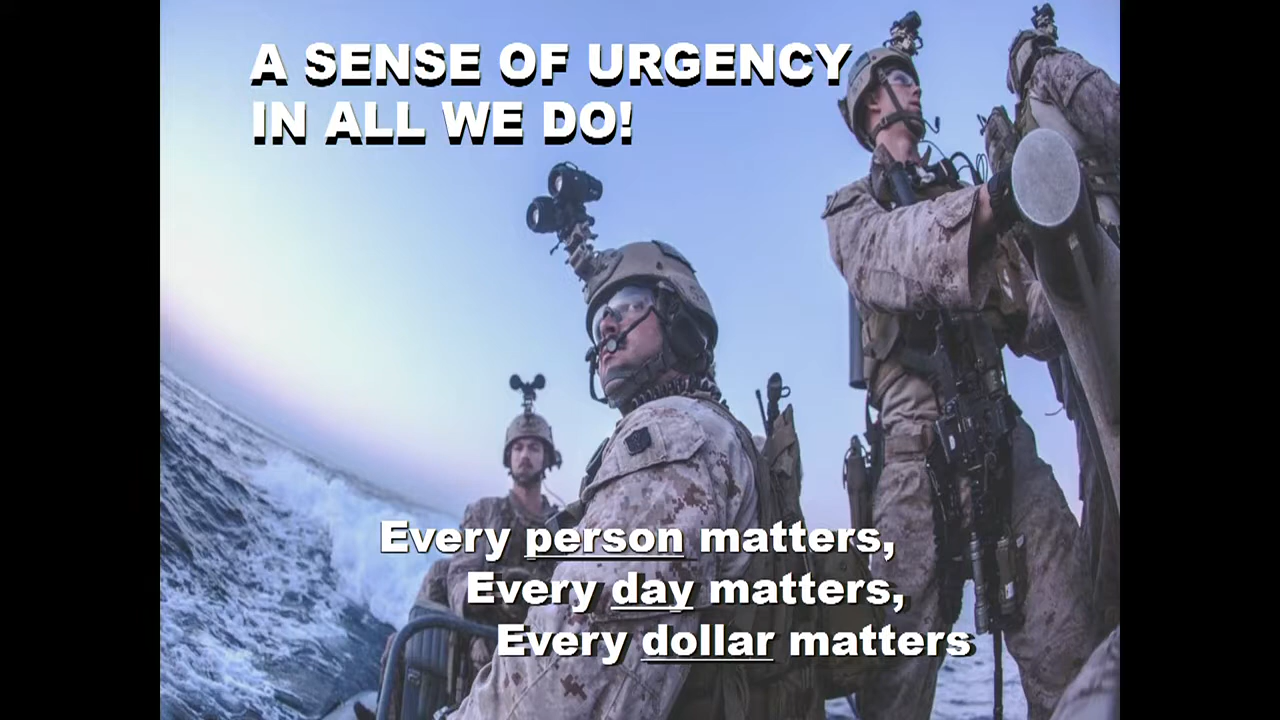 A SENSE OF URGENCY
IN ALL WE DO!
Every person matters,
Every day matters,
Every dollar matters